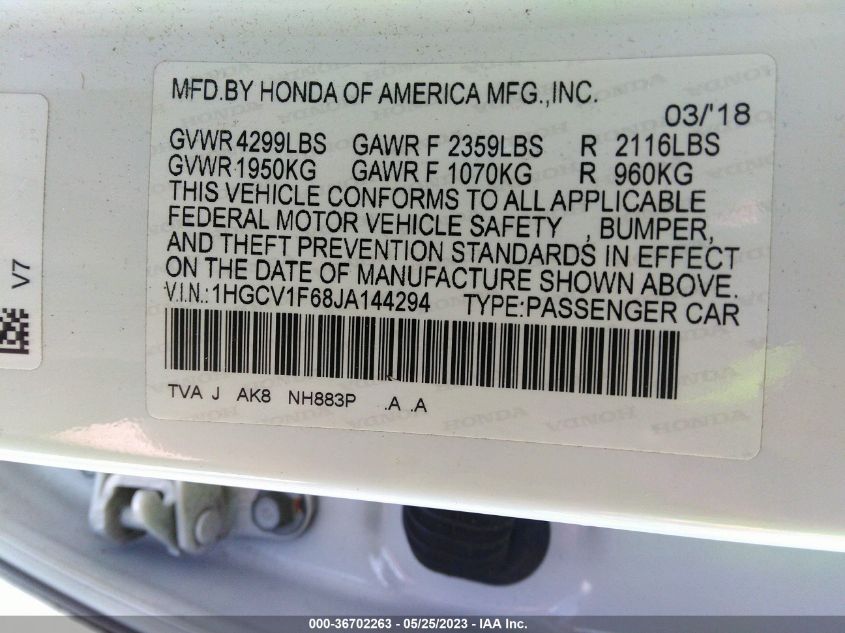 MFD.BY HONDA OF AMERICA MFG.,INC.
03/'18
GVWR 4299LBS GAWR F 2359LBS R 2116LBS
GVWR 1950KG GAWR F 1070KG R 960KG
THIS VEHICLE CONFORMS TO ALL APPLICABLE
FEDERAL MOTOR VEHICLE SAFETY , BUMPER,
AND THEFT PREVENTION STANDARDS IN EFFECT
ON THE DATE OF MANUFACTURE SHOWN ABOVE.
V.I.N.:1HGCV1F68JA144294 TYPE:PASSENGER CAR
TVA J AK8 NH883P .A .A
V7
000-36702263 - 05/25/2023 - IAA Inc.